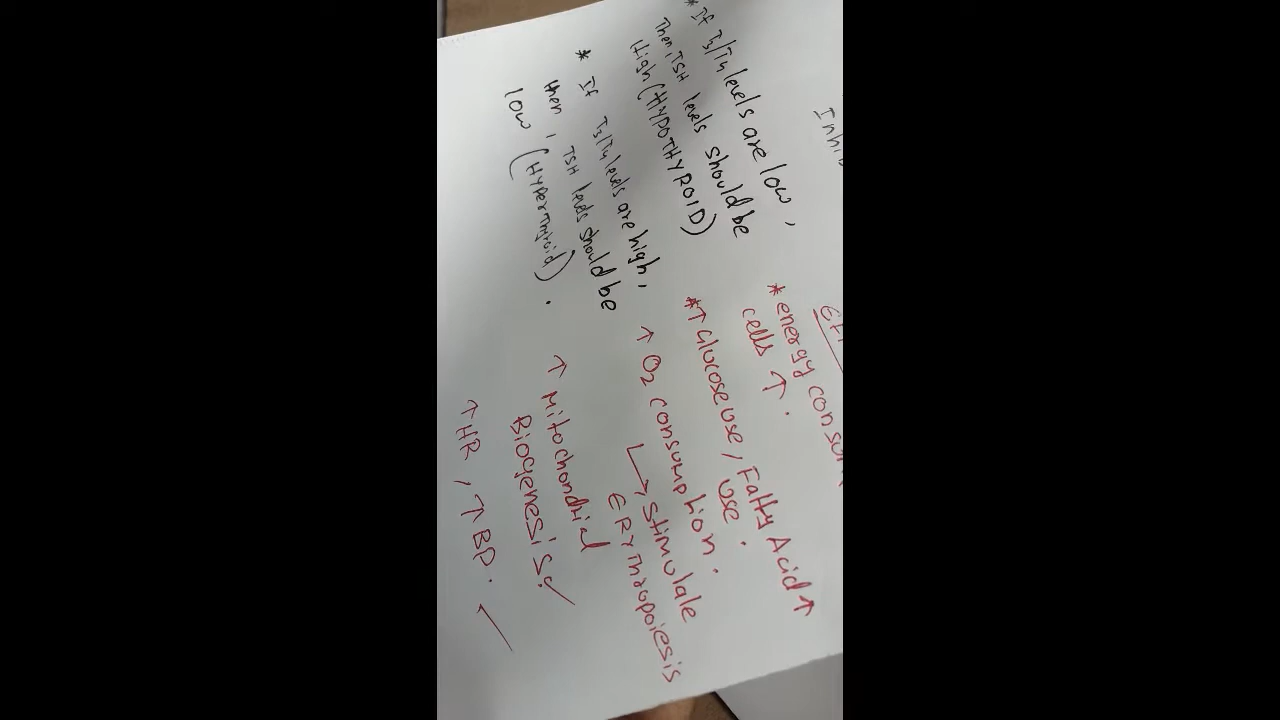 Inhib
* If T3/T4 levels are low,
Then, TSH levels should be
High (HYPOTHYROID)
* If T3/T4 levels are high,
then, TSH levels should be
low (HYPERThyroid).
Eff
* energy consum
cells ↑.
*↑ Glucose use, Fatty Acid ↑
use.
↑ O2 consumption.
↳ Stimulate
ERYThropoiesis
↑ Mitochondrial
Biogenesis.
↑ HR, ↑ BP.